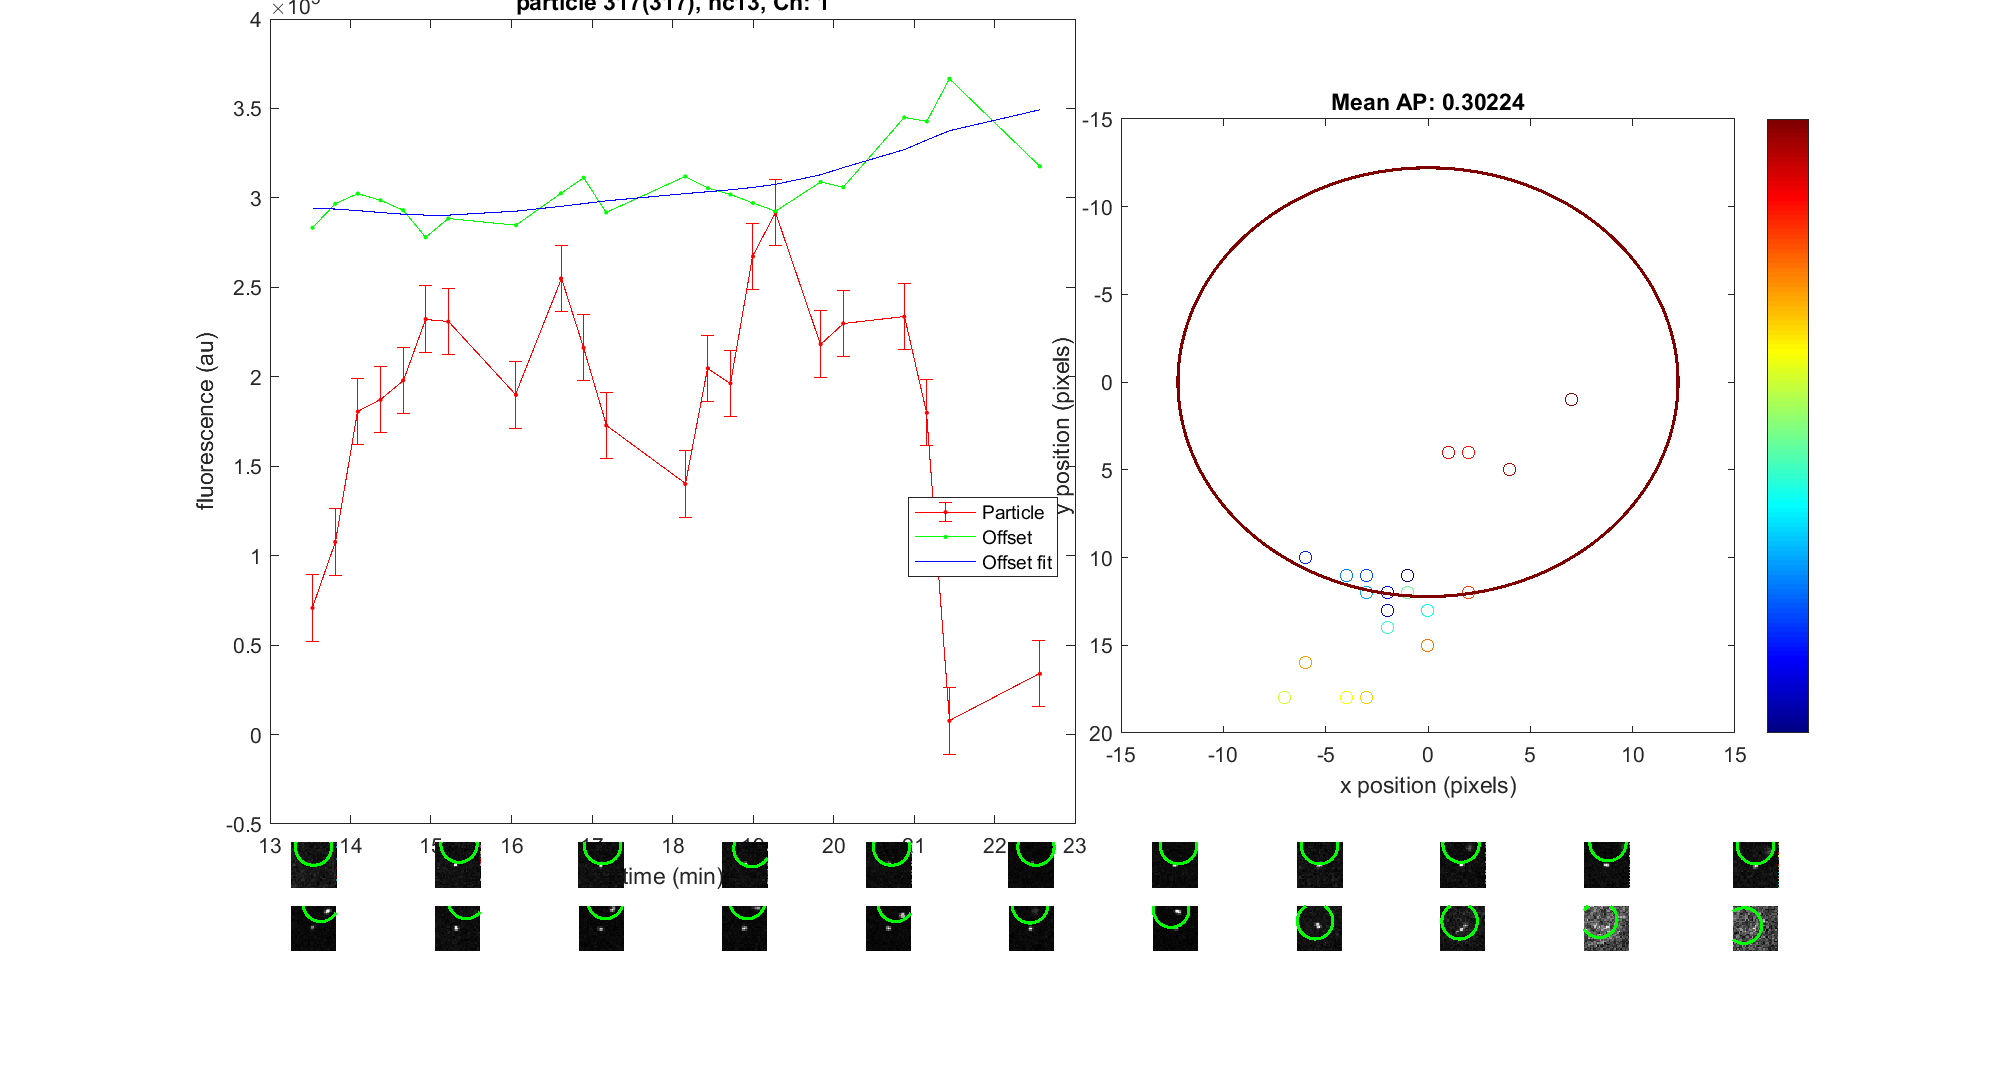 ×10
particle 317(317), nc13, Ch: 1
4
3.5
3
2.5
2
1.5
1
0.5
0
-0.5
fluorescence (au)
13 14 15 16 17 18 19 20 21 22 23
time (min)
Particle
Offset
Offset fit
Mean AP: 0.30224
-15
-10
-5
0
5
10
15
20
y position (pixels)
-15 -10 -5 0 5 10 15
x position (pixels)